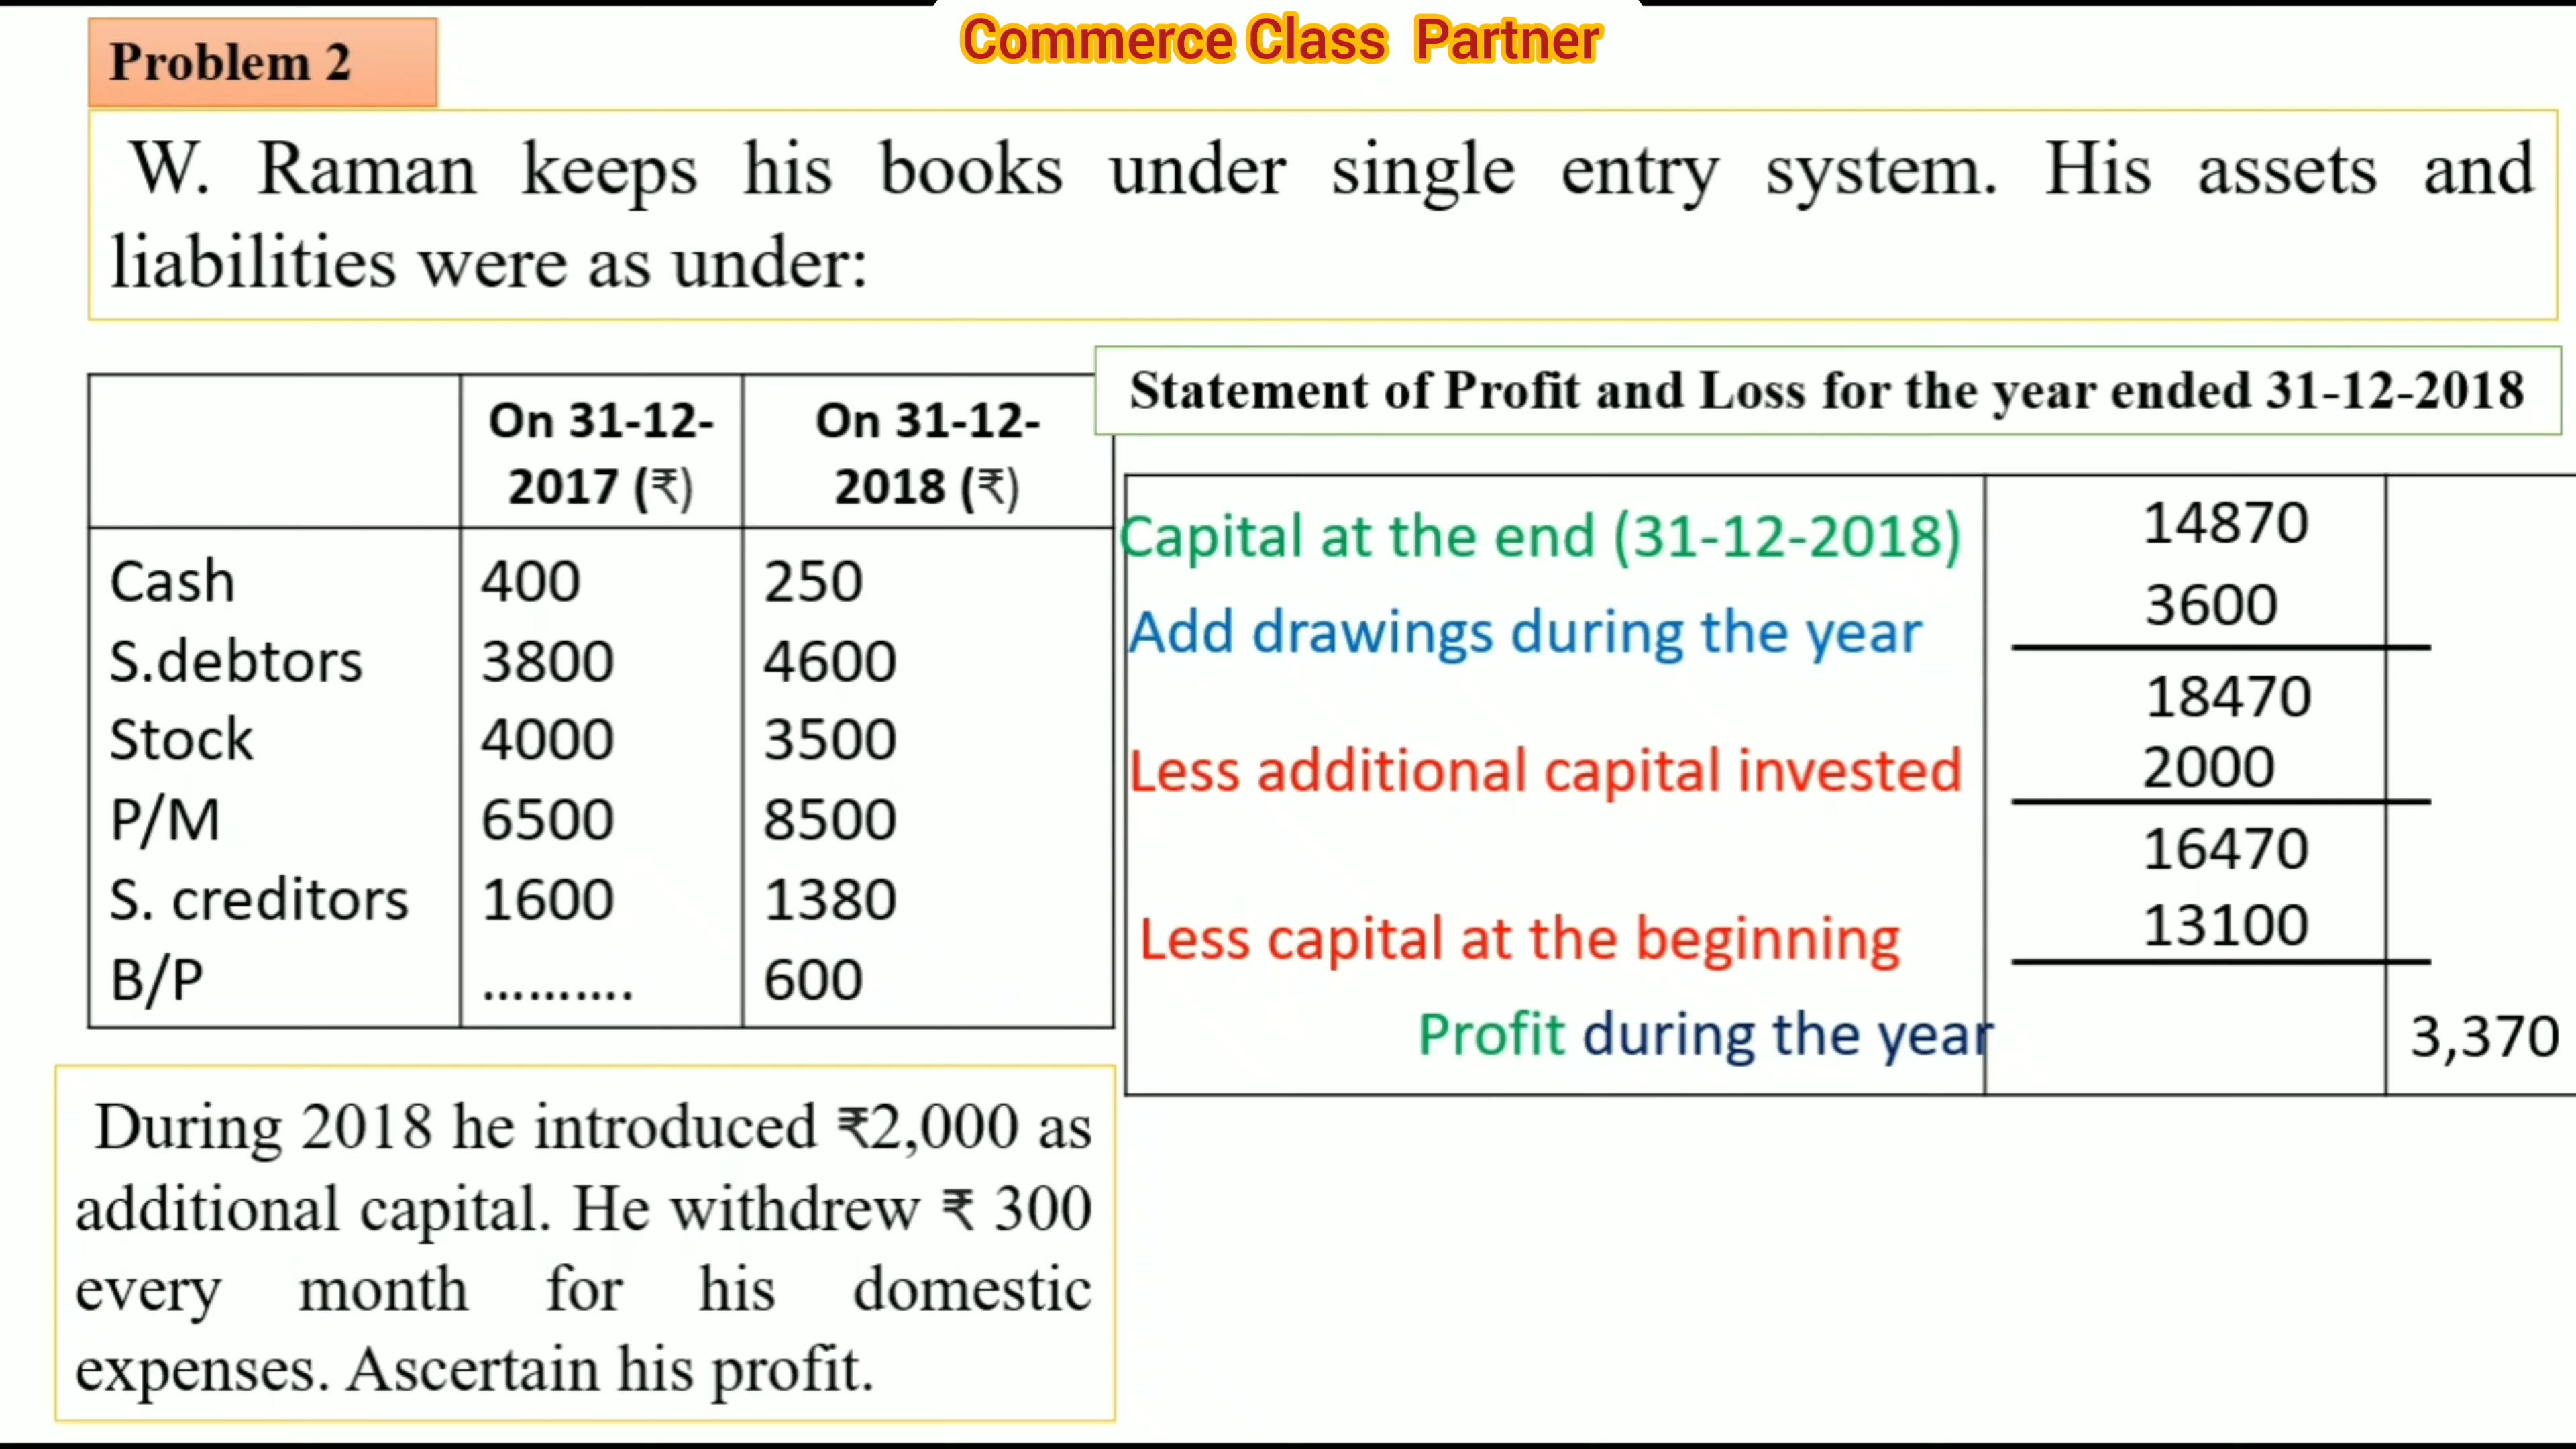 Commerce Class Partner
Problem 2
W. Raman keeps his books under single entry system. His assets and
liabilities were as under:
On 31-12- On 31-12-
2017 (₹) 2018 (₹)
Cash 400 250
S.debtors 3800 4600
Stock 4000 3500
P/M 6500 8500
S. creditors 1600 1380
B/P .......... 600
During 2018 he introduced ₹2,000 as
additional capital. He withdrew ₹ 300
every month for his domestic
expenses. Ascertain his profit.
Statement of Profit and Loss for the year ended 31-12-2018
Capital at the end (31-12-2018) 14870
Add drawings during the year 3600
18470
Less additional capital invested 2000
16470
Less capital at the beginning 13100
Profit during the year 3,370